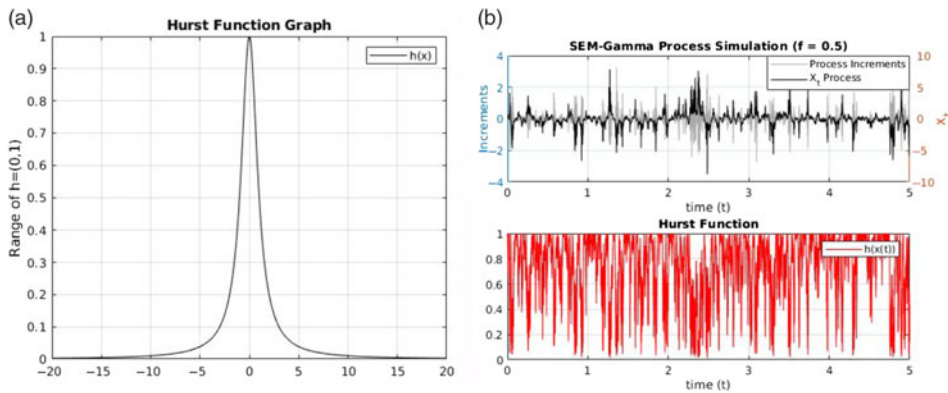 (a)
Hurst Function Graph
h(x)
Range of h=(0,1)
1
0.9
0.8
0.7
0.6
0.5
0.4
0.3
0.2
0.1
0
−20 −15 −10 −5 0 5 10 15 20
(b)
SEM-Gamma Process Simulation (f = 0.5)
Process Increments
X_t Process
Increments
4
2
0
−2
−4
10
5
0
−5
−10
X_t
0 1 2 3 4 5
time (t)
Hurst Function
h(x(t))
1
0.8
0.6
0.4
0.2
0
0 1 2 3 4 5
time (t)